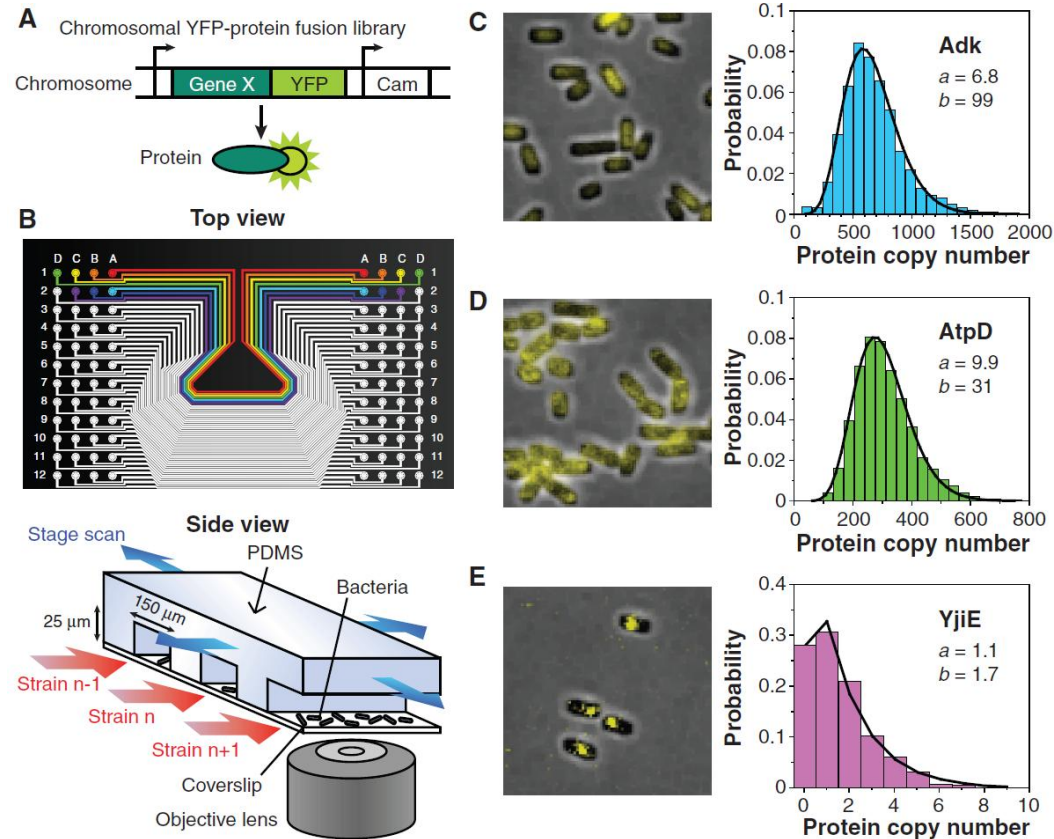 A
Chromosomal YFP-protein fusion library
Chromosome
Gene X
YFP
Cam
Protein
B
Top view
D C B A
A B C D
1
2
3
4
5
6
7
8
9
10
11
12
1
2
3
4
5
6
7
8
9
10
11
12
Side view
Stage scan
PDMS
Bacteria
150 μm
25 μm
Strain n-1
Strain n
Strain n+1
Coverslip
Objective lens
C
Probability
0.1
0.08
0.06
0.04
0.02
0
Adk
a = 6.8
b = 99
0 500 1000 1500 2000
Protein copy number
D
Probability
0.1
0.08
0.06
0.04
0.02
0
AtpD
a = 9.9
b = 31
0 200 400 600 800
Protein copy number
E
Probability
0.4
0.3
0.2
0.1
0
YjiE
a = 1.1
b = 1.7
0 2 4 6 8 10
Protein copy number